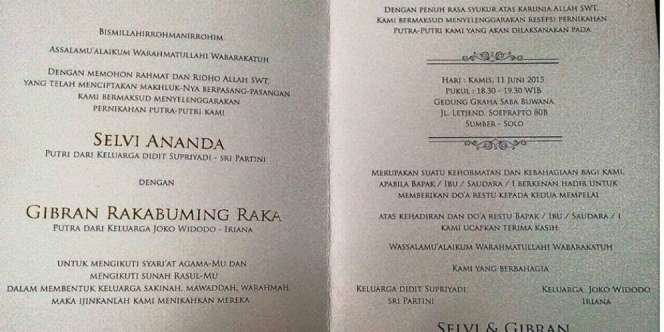 Bismillahirrohmanirrohim
Assalamu'alaikum Warahmatullahi Wabarakatuh
Dengan memohon rahmat dan Ridho Allah SWT,
yang telah menciptakan makhluk-Nya berpasang-pasangan
kami bermaksud menyelenggarakan
pernikahan putra-putri kami
Selvi Ananda
Putri dari Keluarga Didit Supriyadi - Sri Partini
dengan
Gibran Rakabuming Raka
Putra dari Keluarga Joko Widodo - Iriana
untuk mengikuti syari'at agama-Mu dan
mengikuti sunah Rasul-Mu
dalam membentuk keluarga sakinah, mawaddah, warahmah,
maka ijinkanlah kami menikahkan mereka
Dengan penuh rasa syukur atas karunia Allah SWT,
Kami bermaksud menyelenggarakan resepsi pernikahan
putra-putri kami yang akan dilaksanakan pada
Hari : Kamis, 11 Juni 2015
Pukul : 18.30 - 19.30 WIB
Gedung Graha Saba Buwana,
Jl. Letjend. Soeprapto 80B
Sumber - Solo
Merupakan suatu kehormatan dan kebahagiaan bagi kami,
apabila Bapak / Ibu / Saudara / i berkenan hadir untuk
memberikan do'a restu kepada kedua mempelai
atas kehadiran dan do'a restu Bapak / Ibu / Saudara / i
kami ucapkan terima kasih
Wassalamu'alaikum Warahmatullahi Wabarakatuh
Kami yang berbahagia
Keluarga Didit Supriyadi Keluarga Joko Widodo
Sri Partini Iriana
Selvi & Gibran